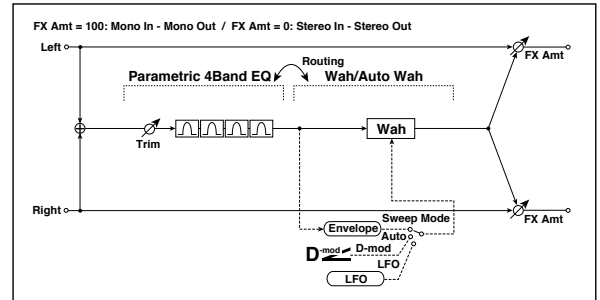 FX Amt = 100: Mono In - Mono Out / FX Amt = 0: Stereo In - Stereo Out
Left
FX Amt
Routing
Parametric 4Band EQ
Wah/Auto Wah
Trim
Wah
Right
FX Amt
Envelope
Sweep Mode
Auto
D-mod
D-mod
LFO
LFO